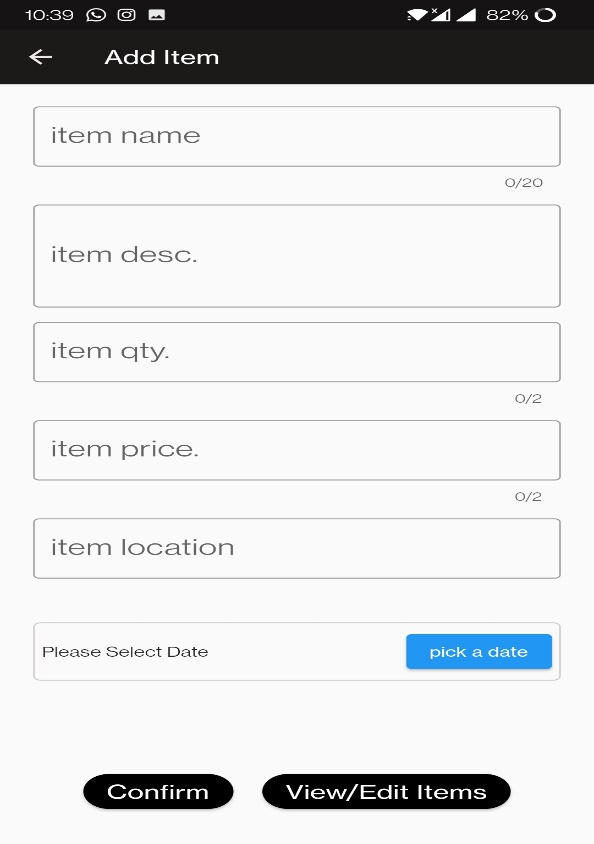 10:39 82%
Add Item
item name
0/20
item desc.
item qty.
0/2
item price.
0/2
item location
Please Select Date pick a date
Confirm View/Edit Items